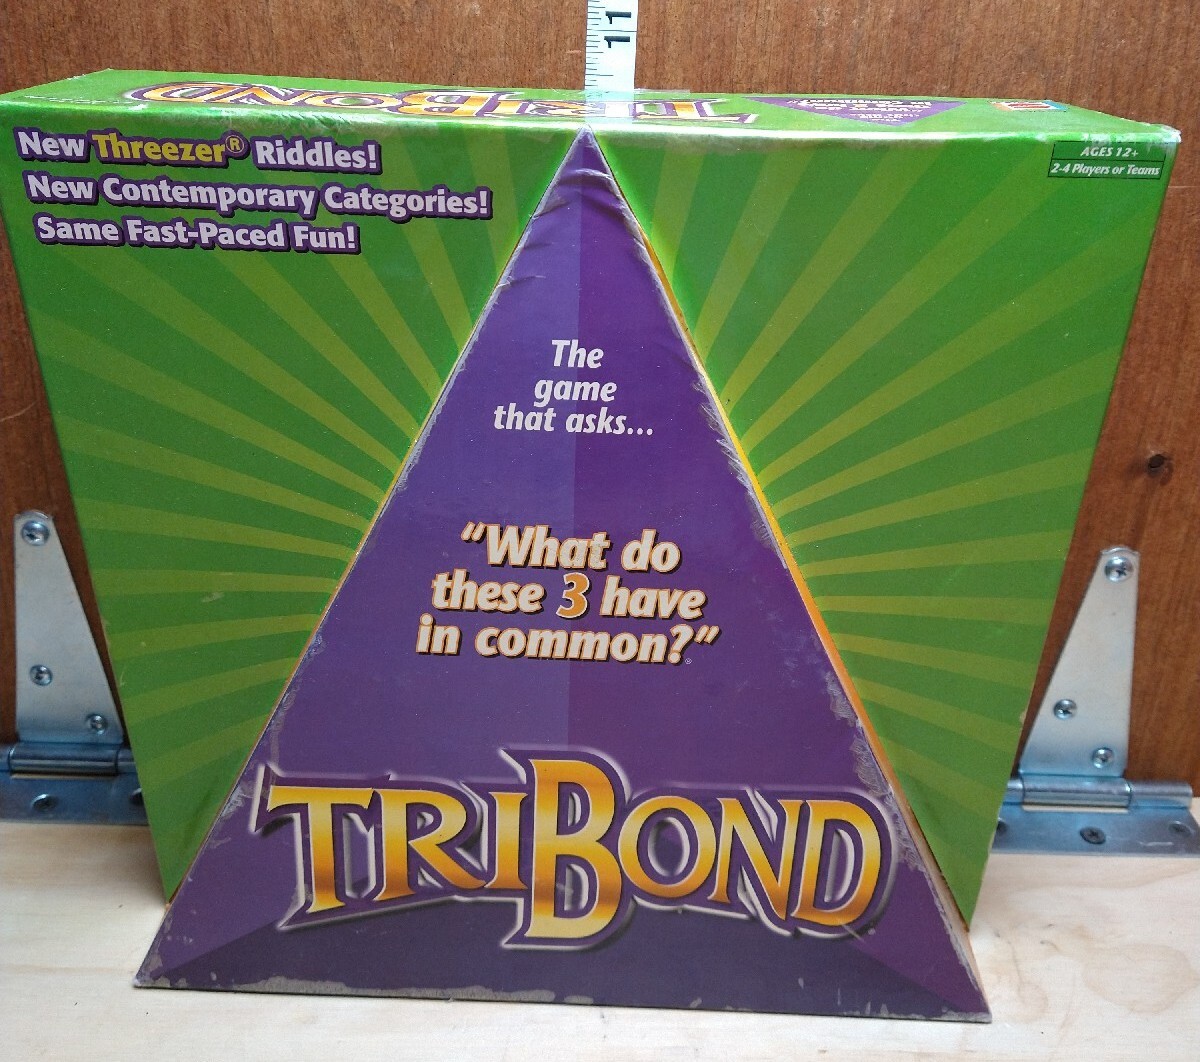 11
TRIBOND
New Threezer® Riddles!
New Contemporary Categories!
Same Fast-Paced Fun!
AGES 12+
2-4 Players or Teams
The
game
that asks...
"What do
these 3 have
in common?"®
TRIBOND